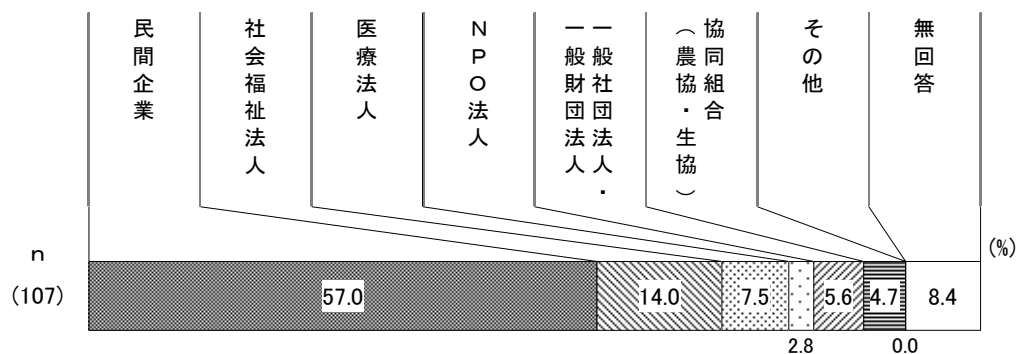 民間企業
社会福祉法人
医療法人
ＮＰＯ法人
一般社団法人・
一般財団法人
協同組合
（農協・生協）
その他
無回答
(%)
ｎ
(107)
57.0
14.0
7.5
5.6
4.7
8.4
2.8
0.0